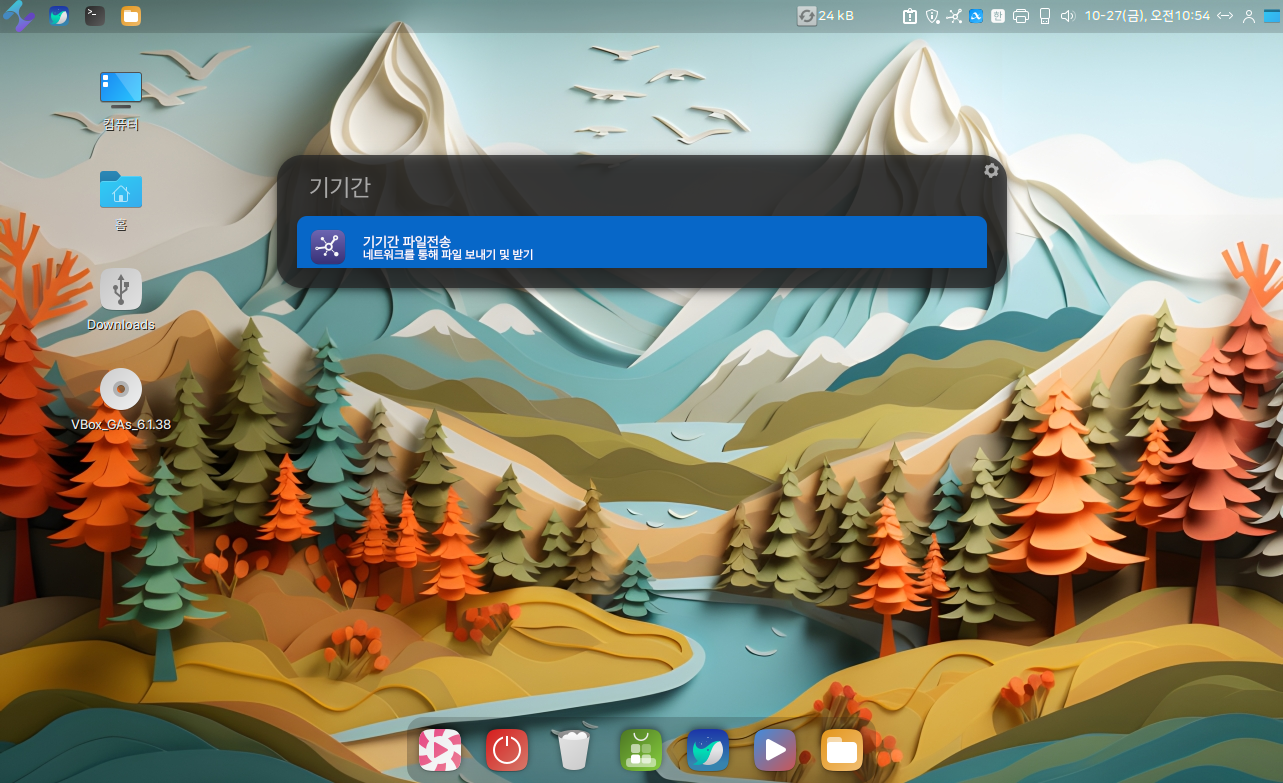 24 kB
한
10-27(금), 오전10:54
컴퓨터
홈
Downloads
VBox_GAs_6.1.38
기기간
기기간 파일전송
네트워크를 통해 파일 보내기 및 받기